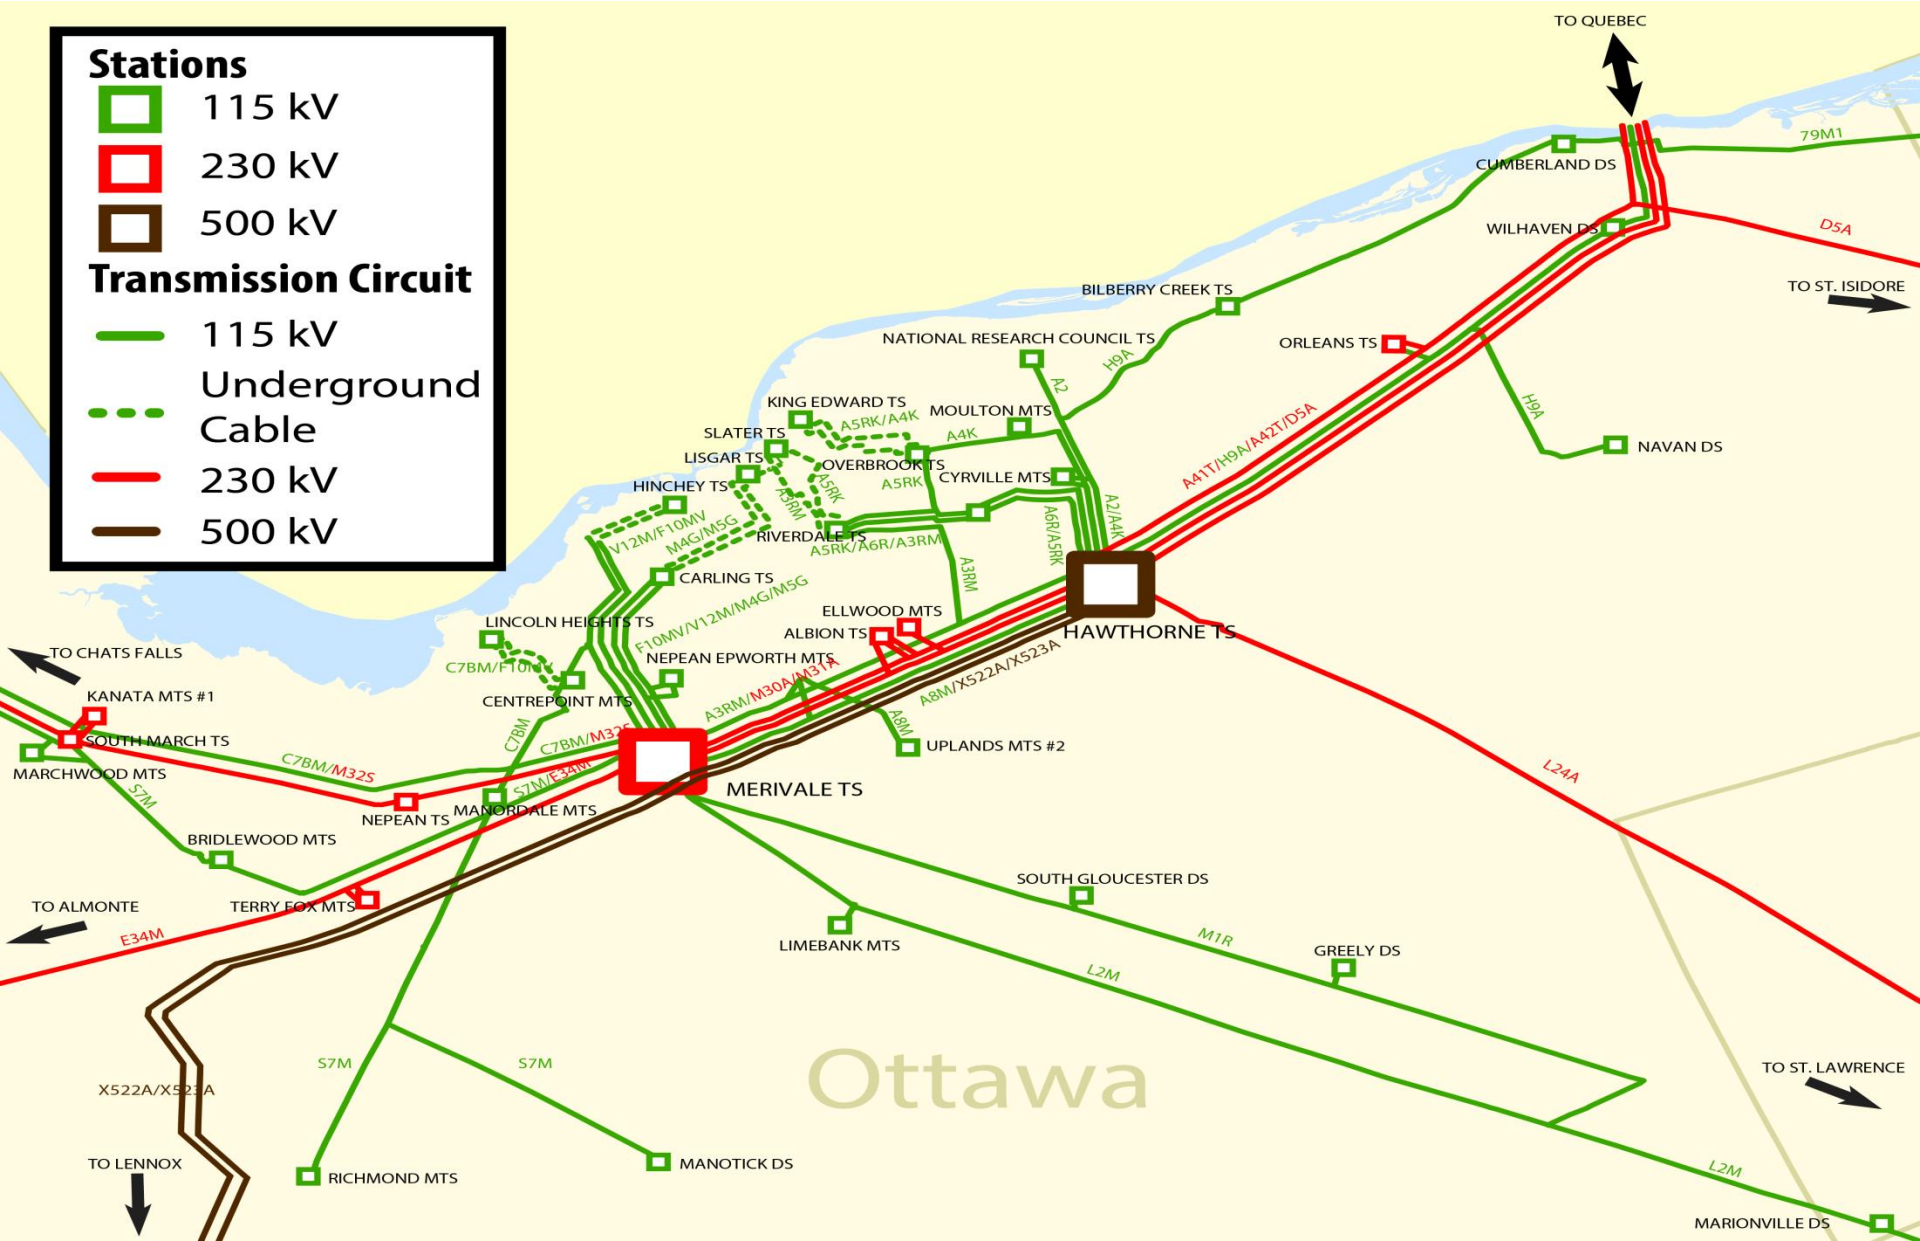 Stations
115 kV
230 kV
500 kV
Transmission Circuit
115 kV
Underground
Cable
230 kV
500 kV
TO QUEBEC
79M1
CUMBERLAND DS
WILHAVEN DS
D5A
TO ST. ISIDORE
BILBERRY CREEK TS
NATIONAL RESEARCH COUNCIL TS
ORLEANS TS
H9A
A2
KING EDWARD TS
MOULTON MTS
A5RK/A4K
A4K
H9A
A41T/H9A/A42T/D5A
SLATER TS
NAVAN DS
LISGAR TS
OVERBROOK TS
CYRVILLE MTS
A5RK
A5RK
HINCHEY TS
A3RM
A2/A4K
A6R/A5RK
V12M/F10MV
M4G/M5G
RIVERDALE TS
A5RK/A6R/A3RM
CARLING TS
A3RM
F10MV/V12M/M4G/M5G
ELLWOOD MTS
LINCOLN HEIGHTS TS
ALBION TS
HAWTHORNE TS
TO CHATS FALLS
C7BM/F10MV
NEPEAN EPWORTH MTS
A3RM/M30A/M31A
A8M/X522A/X523A
KANATA MTS #1
CENTREPOINT MTS
A8M
C7BM
SOUTH MARCH TS
C7BM/M32S
UPLANDS MTS #2
MARCHWOOD MTS
C7BM/M32S
S7M/E34M
L24A
S7M
MERIVALE TS
NEPEAN TS
MANORDALE MTS
BRIDLEWOOD MTS
SOUTH GLOUCESTER DS
TO ALMONTE
TERRY FOX MTS
E34M
LIMEBANK MTS
M1R
GREELY DS
L2M
S7M
S7M
Ottawa
TO ST. LAWRENCE
X522A/X523A
TO LENNOX
RICHMOND MTS
MANOTICK DS
L2M
MARIONVILLE DS